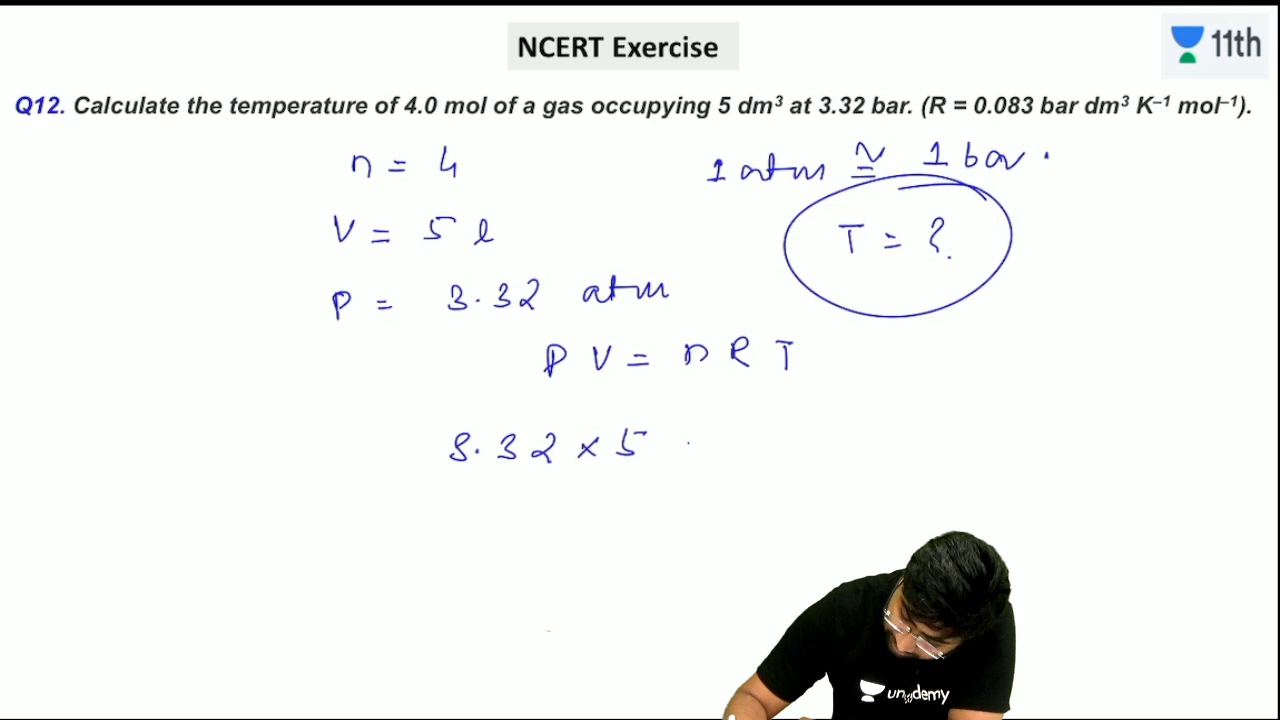 NCERT Exercise
11th
Q12. Calculate the temperature of 4.0 mol of a gas occupying 5 dm³ at 3.32 bar. (R = 0.083 bar dm³ K⁻¹ mol⁻¹).
n = 4
1 atm ≅ 1 bar.
V = 5 l
T = ?
P = 3.32 atm
P V = n R T
3.32 × 5
unacademy